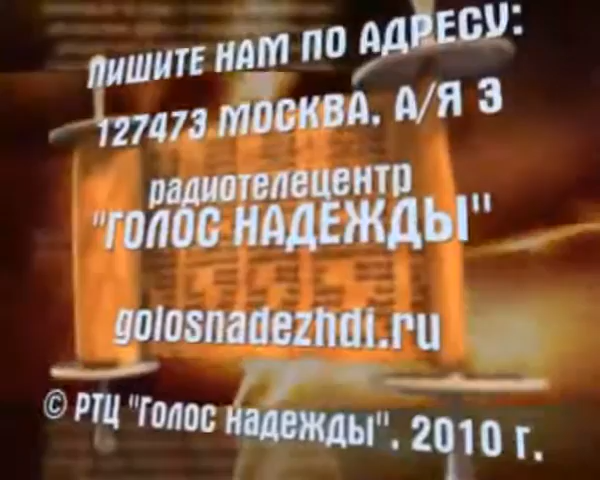 ПИШИТЕ НАМ ПО АДРЕСУ:
127473 МОСКВА, А/Я 3
радиотелецентр
"ГОЛОС НАДЕЖДЫ"
golosnadezhdi.ru
© РТЦ "Голос надежды", 2010 г.